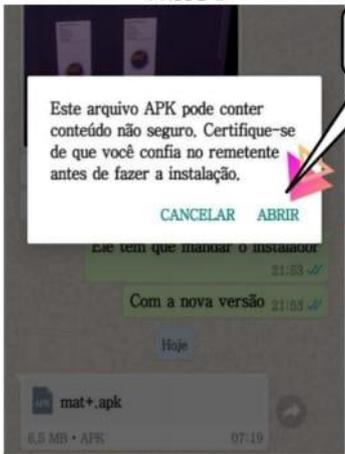 Este arquivo APK pode conter
conteúdo não seguro. Certifique-se
de que você confia no remetente
antes de fazer a instalação.
CANCELAR ABRIR
Ele tem que mandar o instalador
21:53
Com a nova versão 21:53
Hoje
APK mat+.apk
6,5 MB • APK 07:19